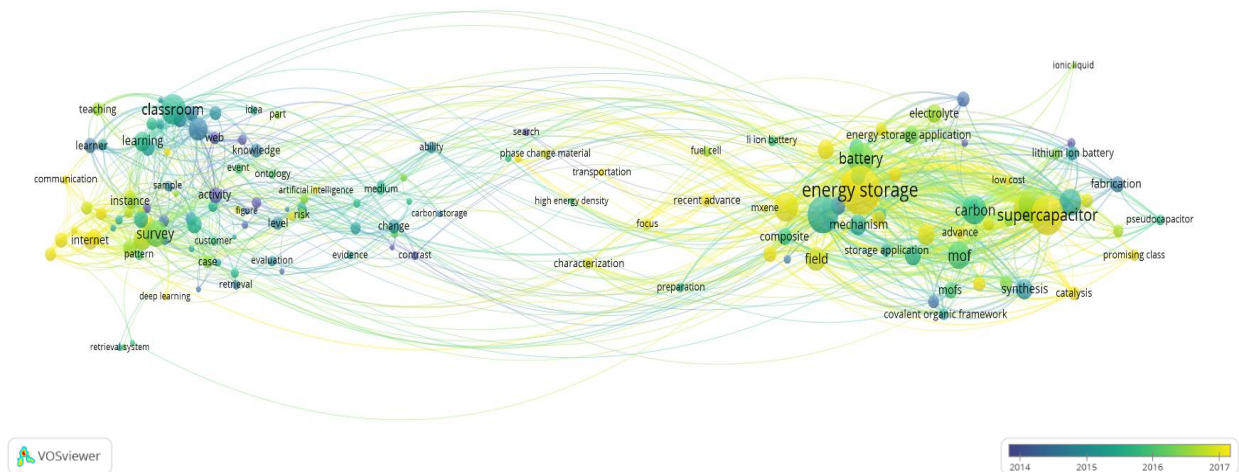 ionic liquid
teaching
classroom
idea
part
electrolyte
learning
web
search
li ion battery
energy storage application
learner
knowledge
ability
phase change material
fuel cell
battery
lithium ion battery
event
ontology
transportation
low cost
communication
sample
activity
artificial intelligence
medium
energy storage
fabrication
instance
figure
carbon storage
high energy density
recent advance
mxene
carbon
supercapacitor
level
risk
change
focus
mechanism
pseudocapacitor
internet
survey
customer
composite
advance
pattern
case
evaluation
evidence
contrast
characterization
field
storage application
mof
promising class
retrieval
preparation
mofs
synthesis
catalysis
deep learning
covalent organic framework
retrieval system
VOSviewer
2014 2015 2016 2017